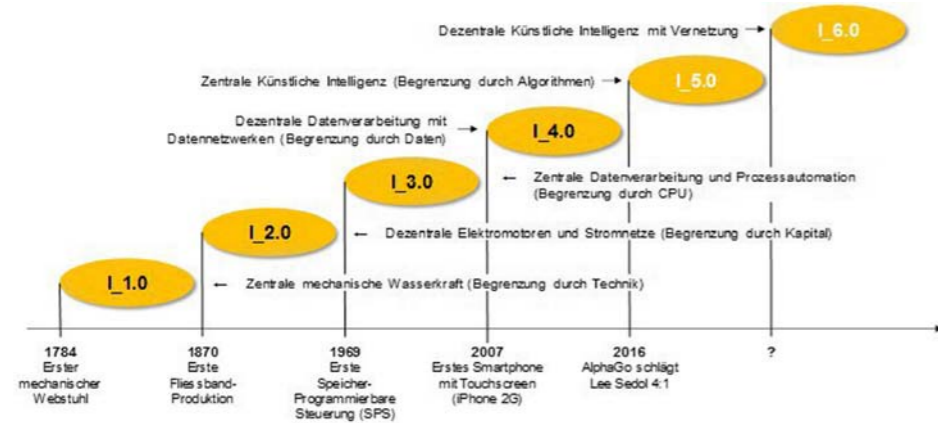 Dezentrale Künstliche Intelligenz mit Vernetzung
I_6.0
Zentrale Künstliche Intelligenz (Begrenzung durch Algorithmen)
I_5.0
Dezentrale Datenverarbeitung mit
Datennetzwerken (Begrenzung durch Daten)
I_4.0
I_3.0
Zentrale Datenverarbeitung und Prozessautomation
(Begrenzung durch CPU)
I_2.0
Dezentrale Elektromotoren und Stromnetze (Begrenzung durch Kapital)
I_1.0
Zentrale mechanische Wasserkraft (Begrenzung durch Technik)
1784
Erster
mechanischer
Webstuhl
1870
Erste
Fliessband-
Produktion
1969
Erste
Speicher-
Programmierbare
Steuerung (SPS)
2007
Erstes Smartphone
mit Touchscreen
(iPhone 2G)
2016
AlphaGo schlägt
Lee Sedol 4:1
?